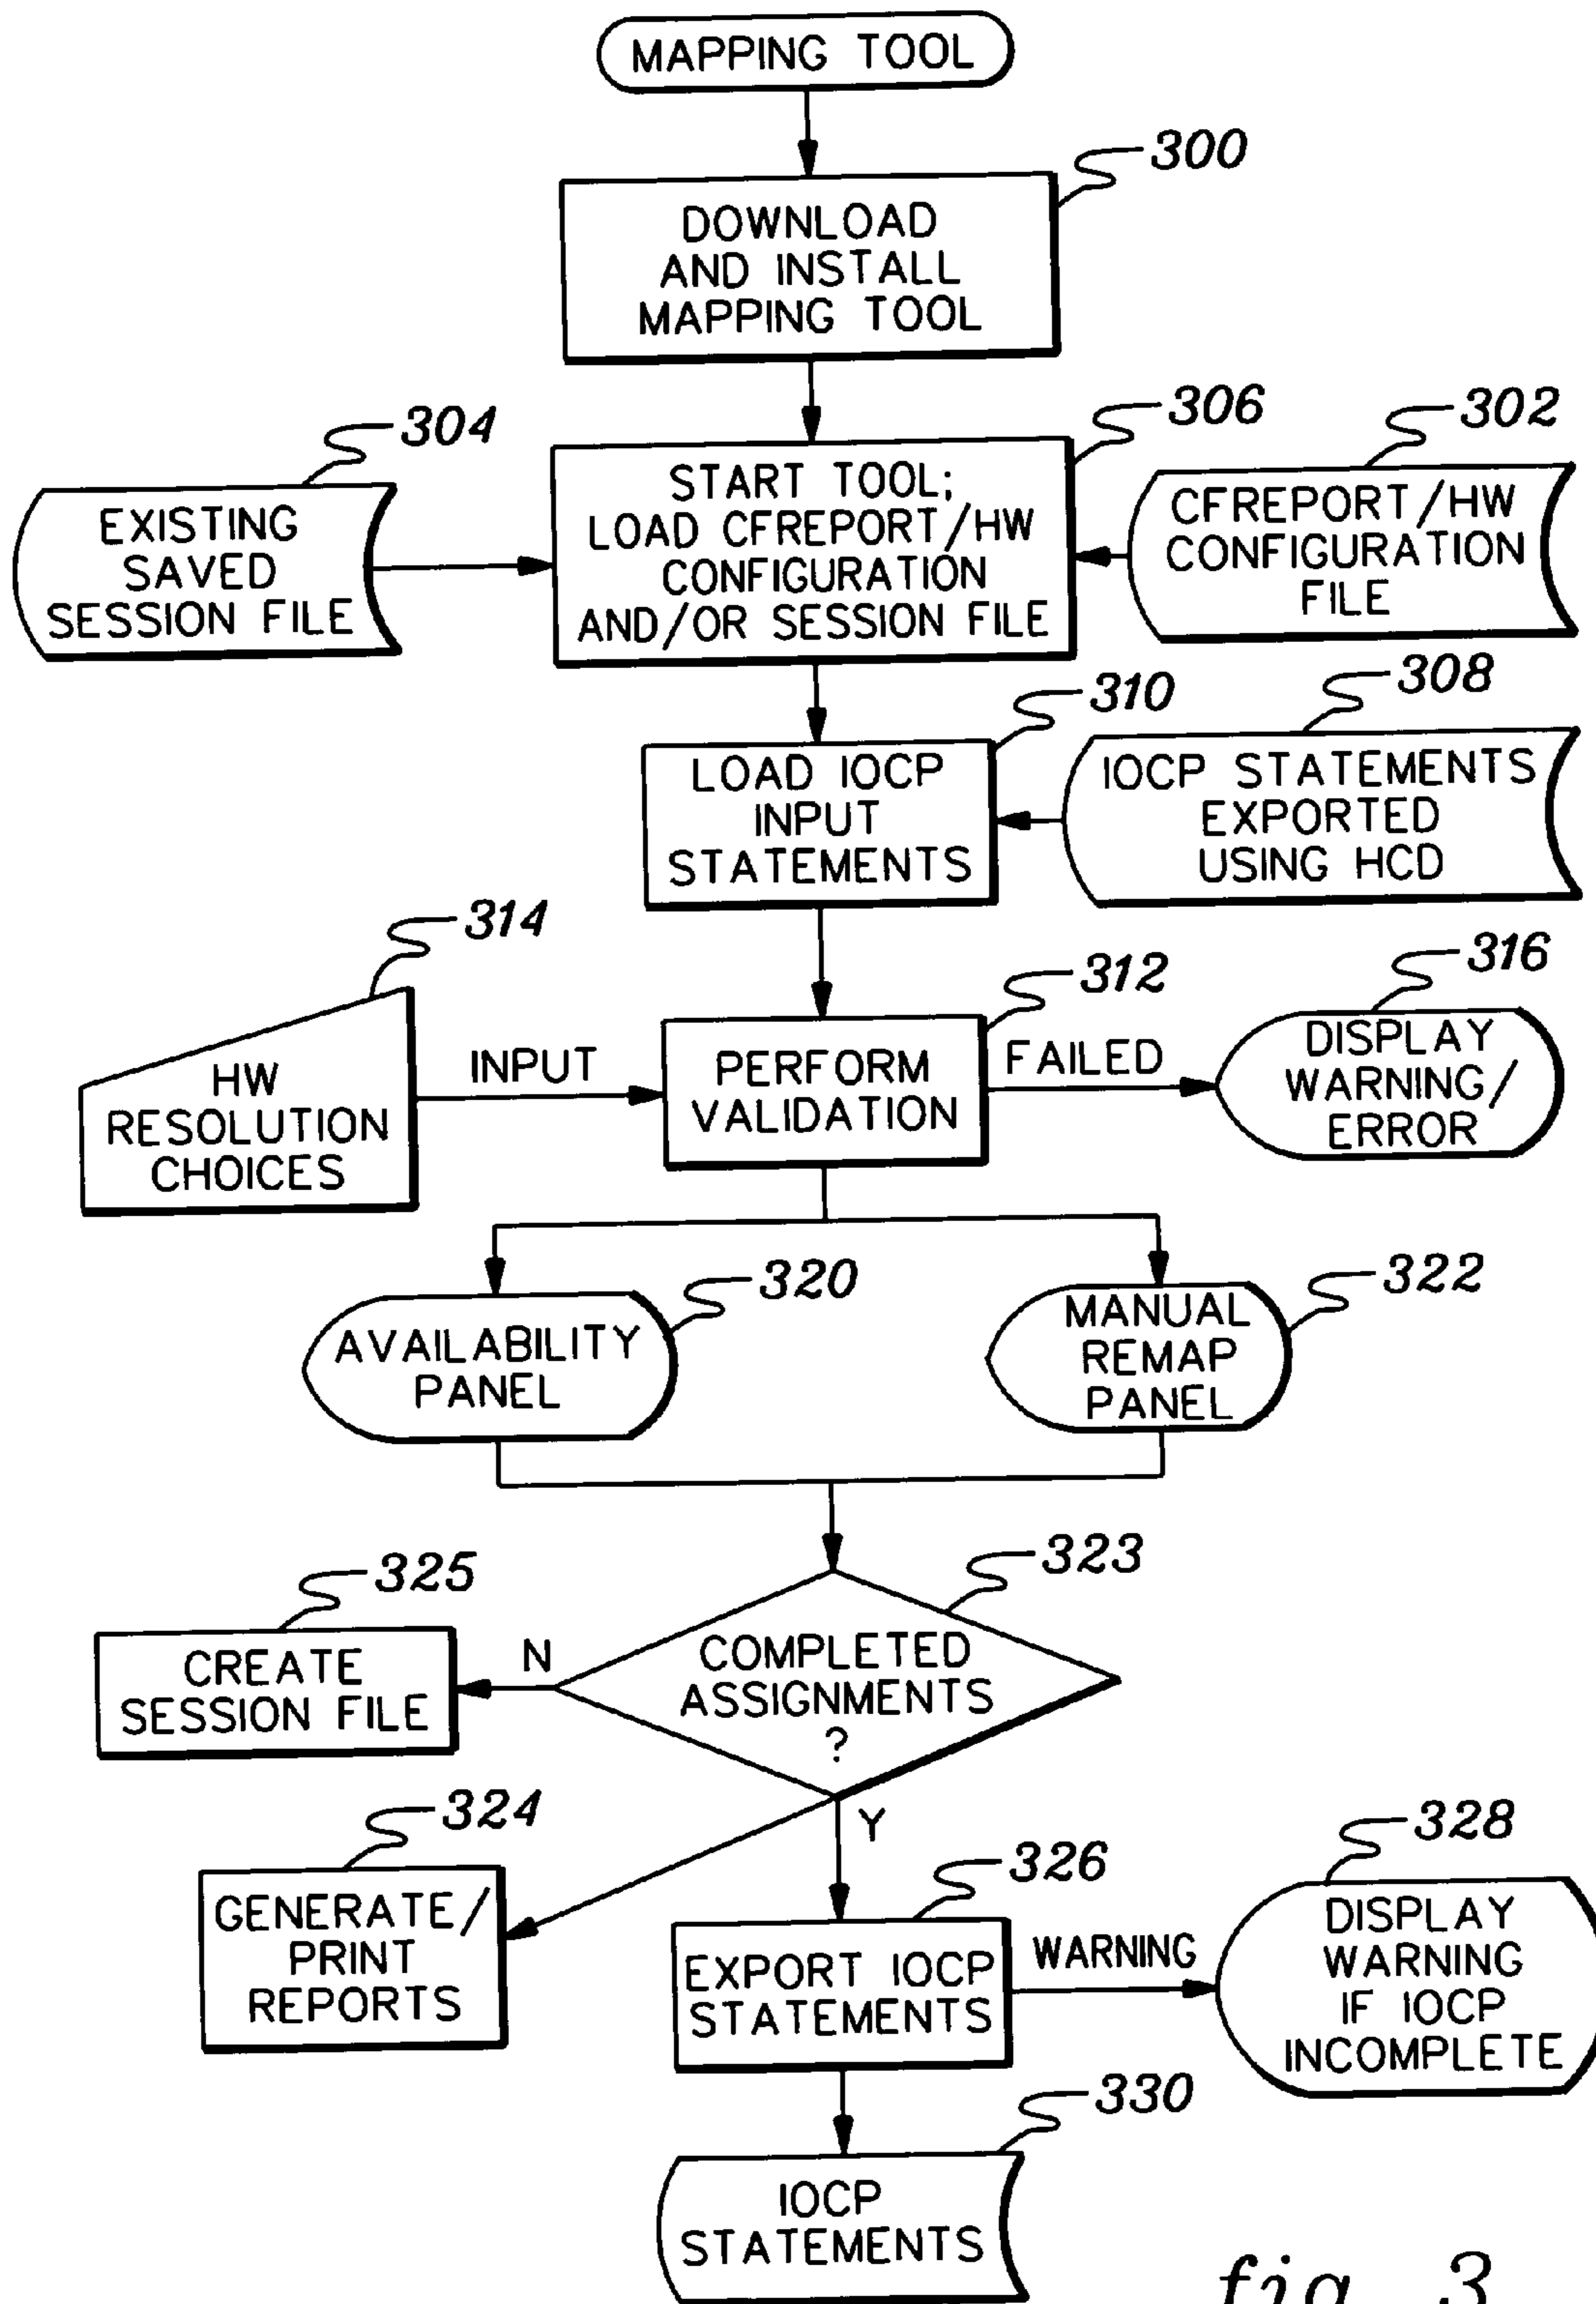 MAPPING TOOL
300
DOWNLOAD
AND INSTALL
MAPPING TOOL
304
306
302
EXISTING
SAVED
SESSION FILE
START TOOL;
LOAD CFREPORT/HW
CONFIGURATION
AND/OR SESSION FILE
CFREPORT/HW
CONFIGURATION
FILE
310
308
LOAD IOCP
INPUT
STATEMENTS
IOCP STATEMENTS
EXPORTED
USING HCD
314
312
316
HW
RESOLUTION
CHOICES
INPUT
PERFORM
VALIDATION
FAILED
DISPLAY
WARNING/
ERROR
320
322
AVAILABILITY
PANEL
MANUAL
REMAP
PANEL
323
325
CREATE
SESSION FILE
N
COMPLETED
ASSIGNMENTS
?
Y
324
326
328
GENERATE/
PRINT
REPORTS
EXPORT IOCP
STATEMENTS
WARNING
DISPLAY
WARNING
IF IOCP
INCOMPLETE
330
IOCP
STATEMENTS
fig. 3